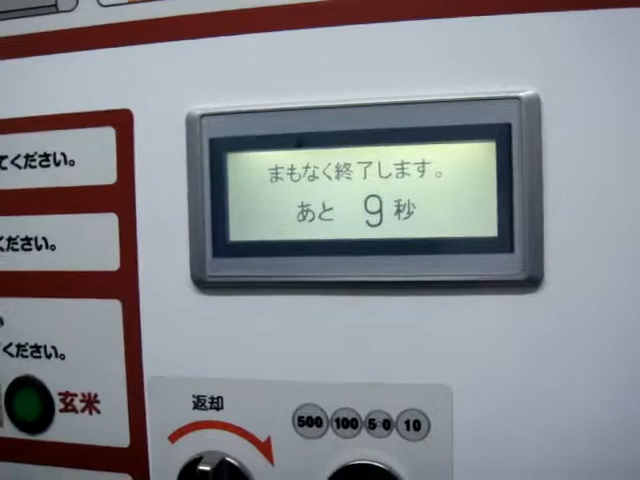 てください。
ください。
ください。
玄米
まもなく終了します。
あと 9 秒
返却
500 100 50 10